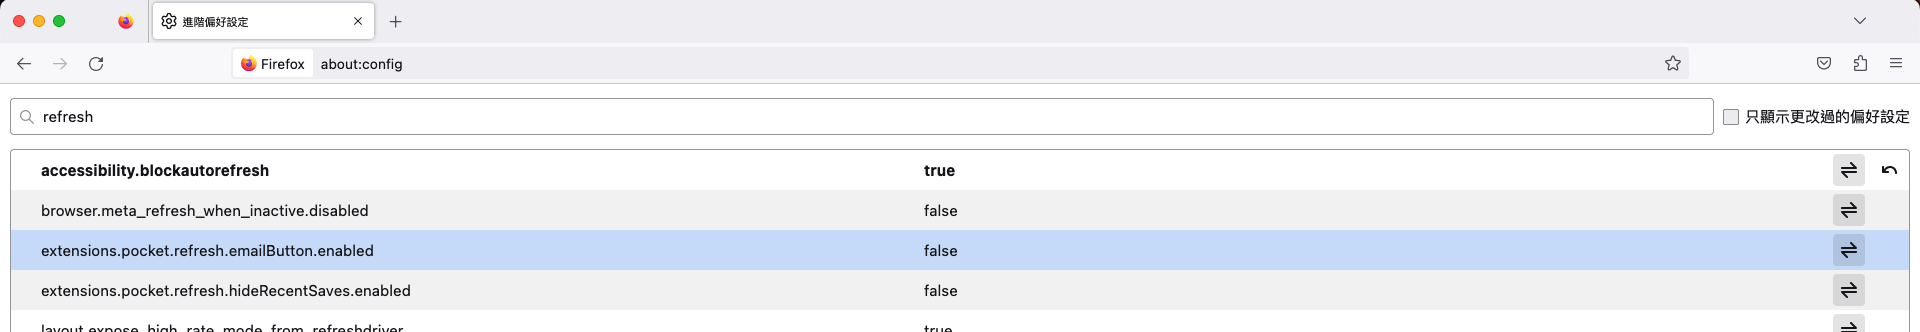 進階偏好設定
Firefox about:config
refresh 只顯示更改過的偏好設定
accessibility.blockautorefresh true
browser.meta_refresh_when_inactive.disabled false
extensions.pocket.refresh.emailButton.enabled false
extensions.pocket.refresh.hideRecentSaves.enabled false
layout.expose_high_rate_mode_from_refreshdriver true